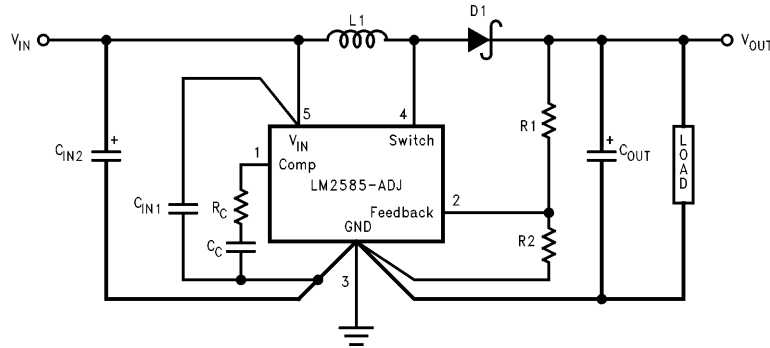 L1
D1
VIN
VOUT
5
4
VIN
Switch
R1
CIN2
+
1
Comp
LM2585-ADJ
+
COUT
LOAD
CIN1
RC
Feedback
2
GND
CC
R2
3